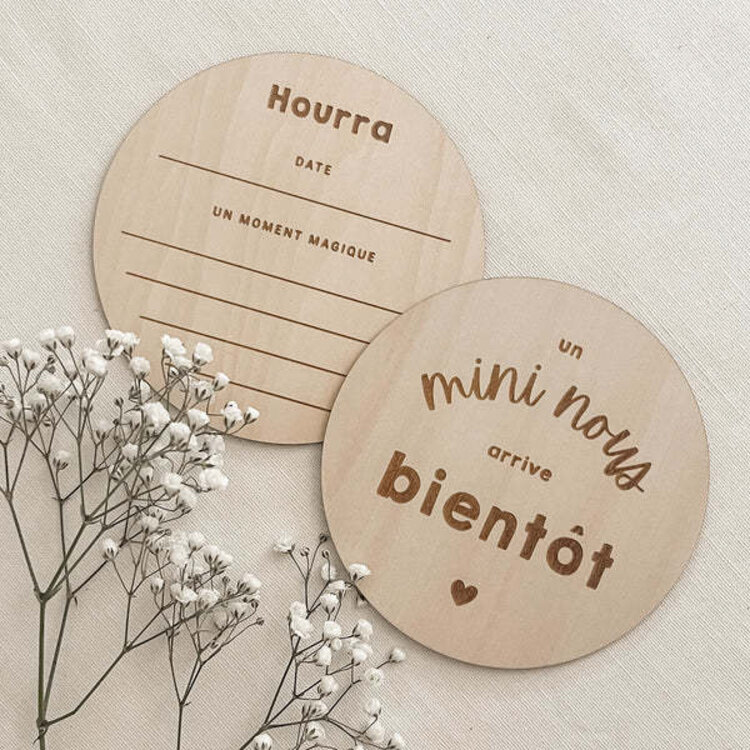 Hourra
DATE
UN MOMENT MAGIQUE
un
mini nous
arrive
bientôt